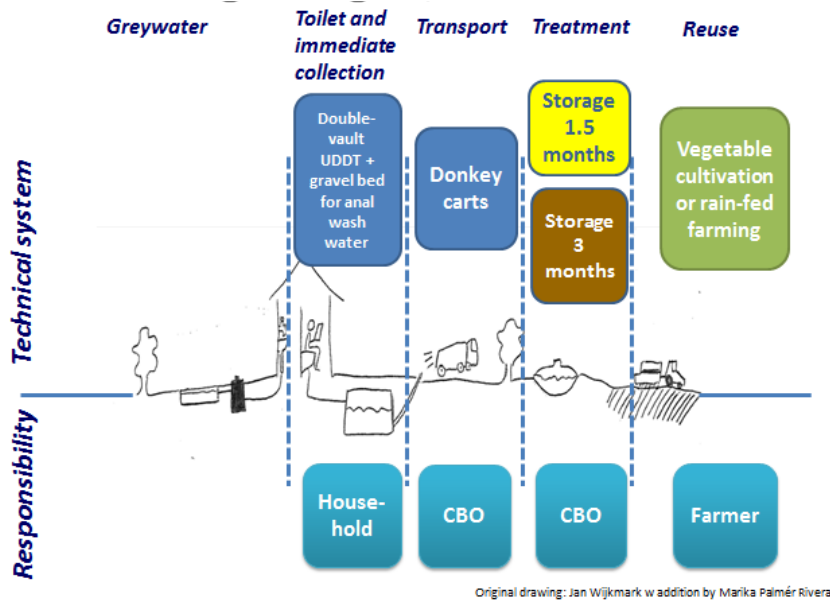 Greywater
Toilet and
immediate
collection
Transport
Treatment
Reuse
Technical system
Double-
vault
UDDT +
gravel bed
for anal
wash
water
Donkey
carts
Storage
1.5
months
Storage
3
months
Vegetable
cultivation
or rain-fed
farming
Responsibility
House-
hold
CBO
CBO
Farmer
Original drawing: Jan Wijkmark w addition by Marika Palmér Rivera